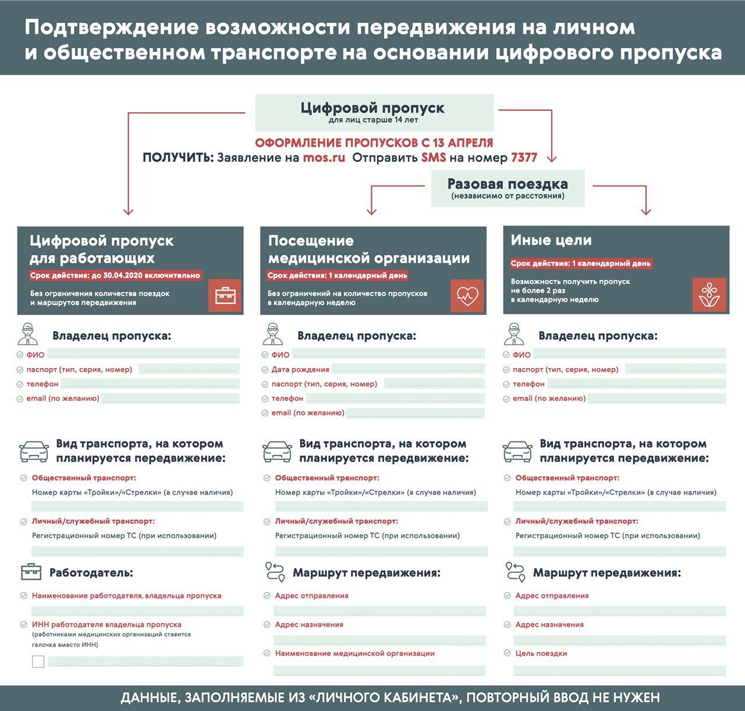 Подтверждение возможности передвижения на личном
и общественном транспорте на основании цифрового пропуска
Цифровой пропуск
для лиц старше 14 лет
ОФОРМЛЕНИЕ ПРОПУСКОВ С 13 АПРЕЛЯ
ПОЛУЧИТЬ: Заявление на mos.ru Отправить SMS на номер 7377
Разовая поездка
(независимо от расстояния)
Цифровой пропуск
для работающих
Срок действия: до 30.04.2020 включительно
Без ограничения количества поездок
и маршрутов передвижения
Владелец пропуска:
ФИО
паспорт (тип, серия, номер)
телефон
email (по желанию)
Вид транспорта, на котором
планируется передвижение:
Общественный транспорт:
Номер карты «Тройки»/«Стрелки» (в случае наличия)
Личный/служебный транспорт:
Регистрационный номер ТС (при использовании)
Работодатель:
Наименование работодателя, владельца пропуска
ИНН работодателя владельца пропуска
(работниками медицинских организаций ставится
галочка вместо ИНН)
Посещение
медицинской организации
Срок действия: 1 календарный день
Без ограничений на количество пропусков
в календарную неделю
Владелец пропуска:
ФИО
Дата рождения
паспорт (тип, серия, номер)
телефон
email (по желанию)
Вид транспорта, на котором
планируется передвижение:
Общественный транспорт:
Номер карты «Тройки»/«Стрелки» (в случае наличия)
Личный/служебный транспорт:
Регистрационный номер ТС (при использовании)
Маршрут передвижения:
Адрес отправления
Адрес назначения
Наименование медицинской организации
Иные цели
Срок действия: 1 календарный день
Возможность получить пропуск
не более 2 раз
в календарную неделю
Владелец пропуска:
ФИО
паспорт (тип, серия, номер)
телефон
email (по желанию)
Вид транспорта, на котором
планируется передвижение:
Общественный транспорт:
Номер карты «Тройки»/«Стрелки» (в случае наличия)
Личный/служебный транспорт:
Регистрационный номер ТС (при использовании)
Маршрут передвижения:
Адрес отправления
Адрес назначения
Цель поездки
ДАННЫЕ, ЗАПОЛНЯЕМЫЕ ИЗ «ЛИЧНОГО КАБИНЕТА», ПОВТОРНЫЙ ВВОД НЕ НУЖЕН